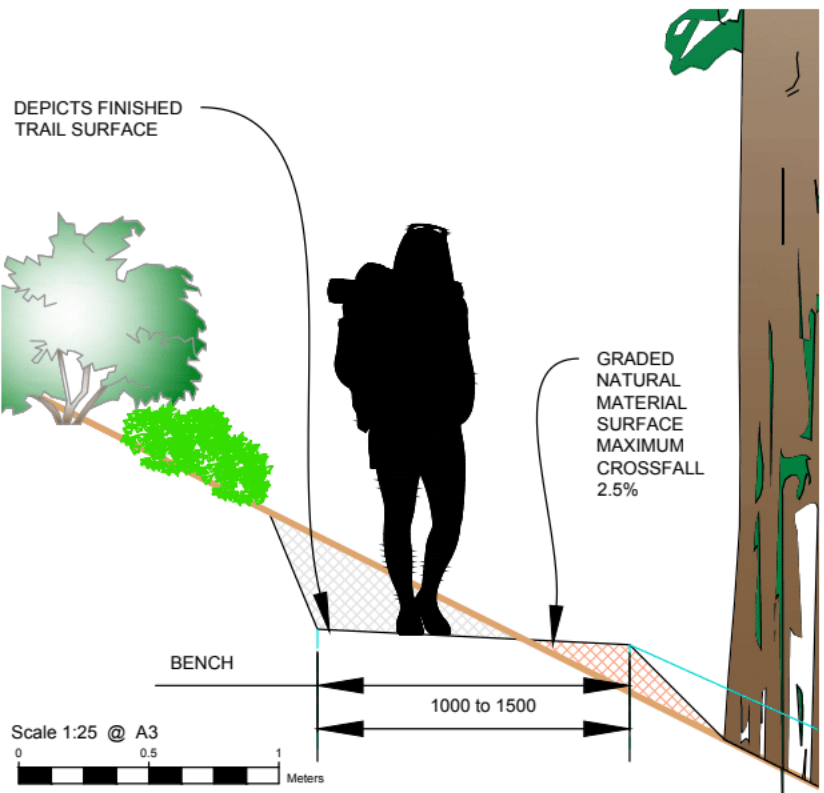 DEPICTS FINISHED
TRAIL SURFACE
GRADED
NATURAL
MATERIAL
SURFACE
MAXIMUM
CROSSFALL
2.5%
BENCH
1000 to 1500
Scale 1:25 @ A3
0 0.5 1
Meters